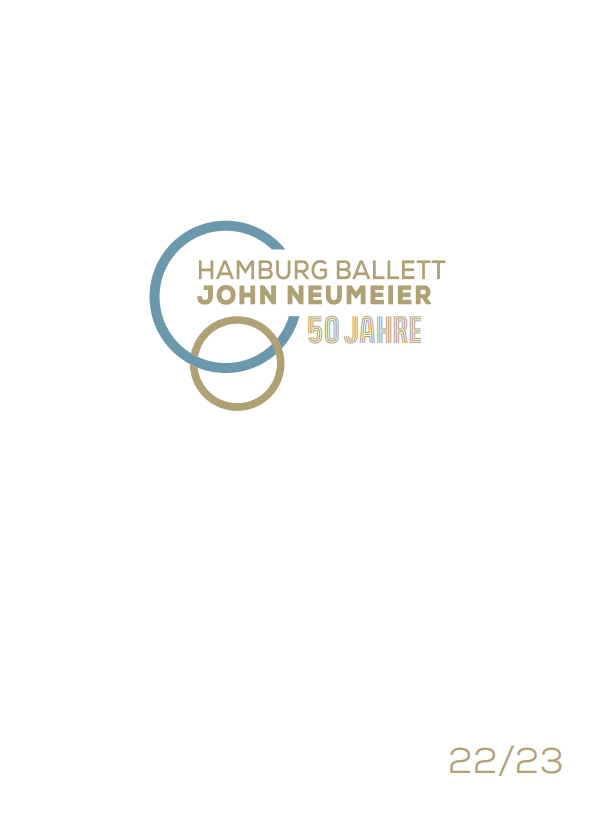 HAMBURG BALLETT
JOHN NEUMEIER
50 JAHRE
22/23